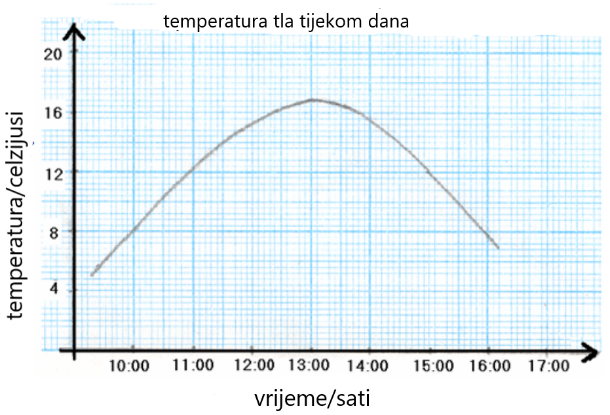 temperatura tla tijekom dana
20
16
12
8
4
temperatura/celzijusi
10:00 11:00 12:00 13:00 14:00 15:00 16:00 17:00
vrijeme/sati